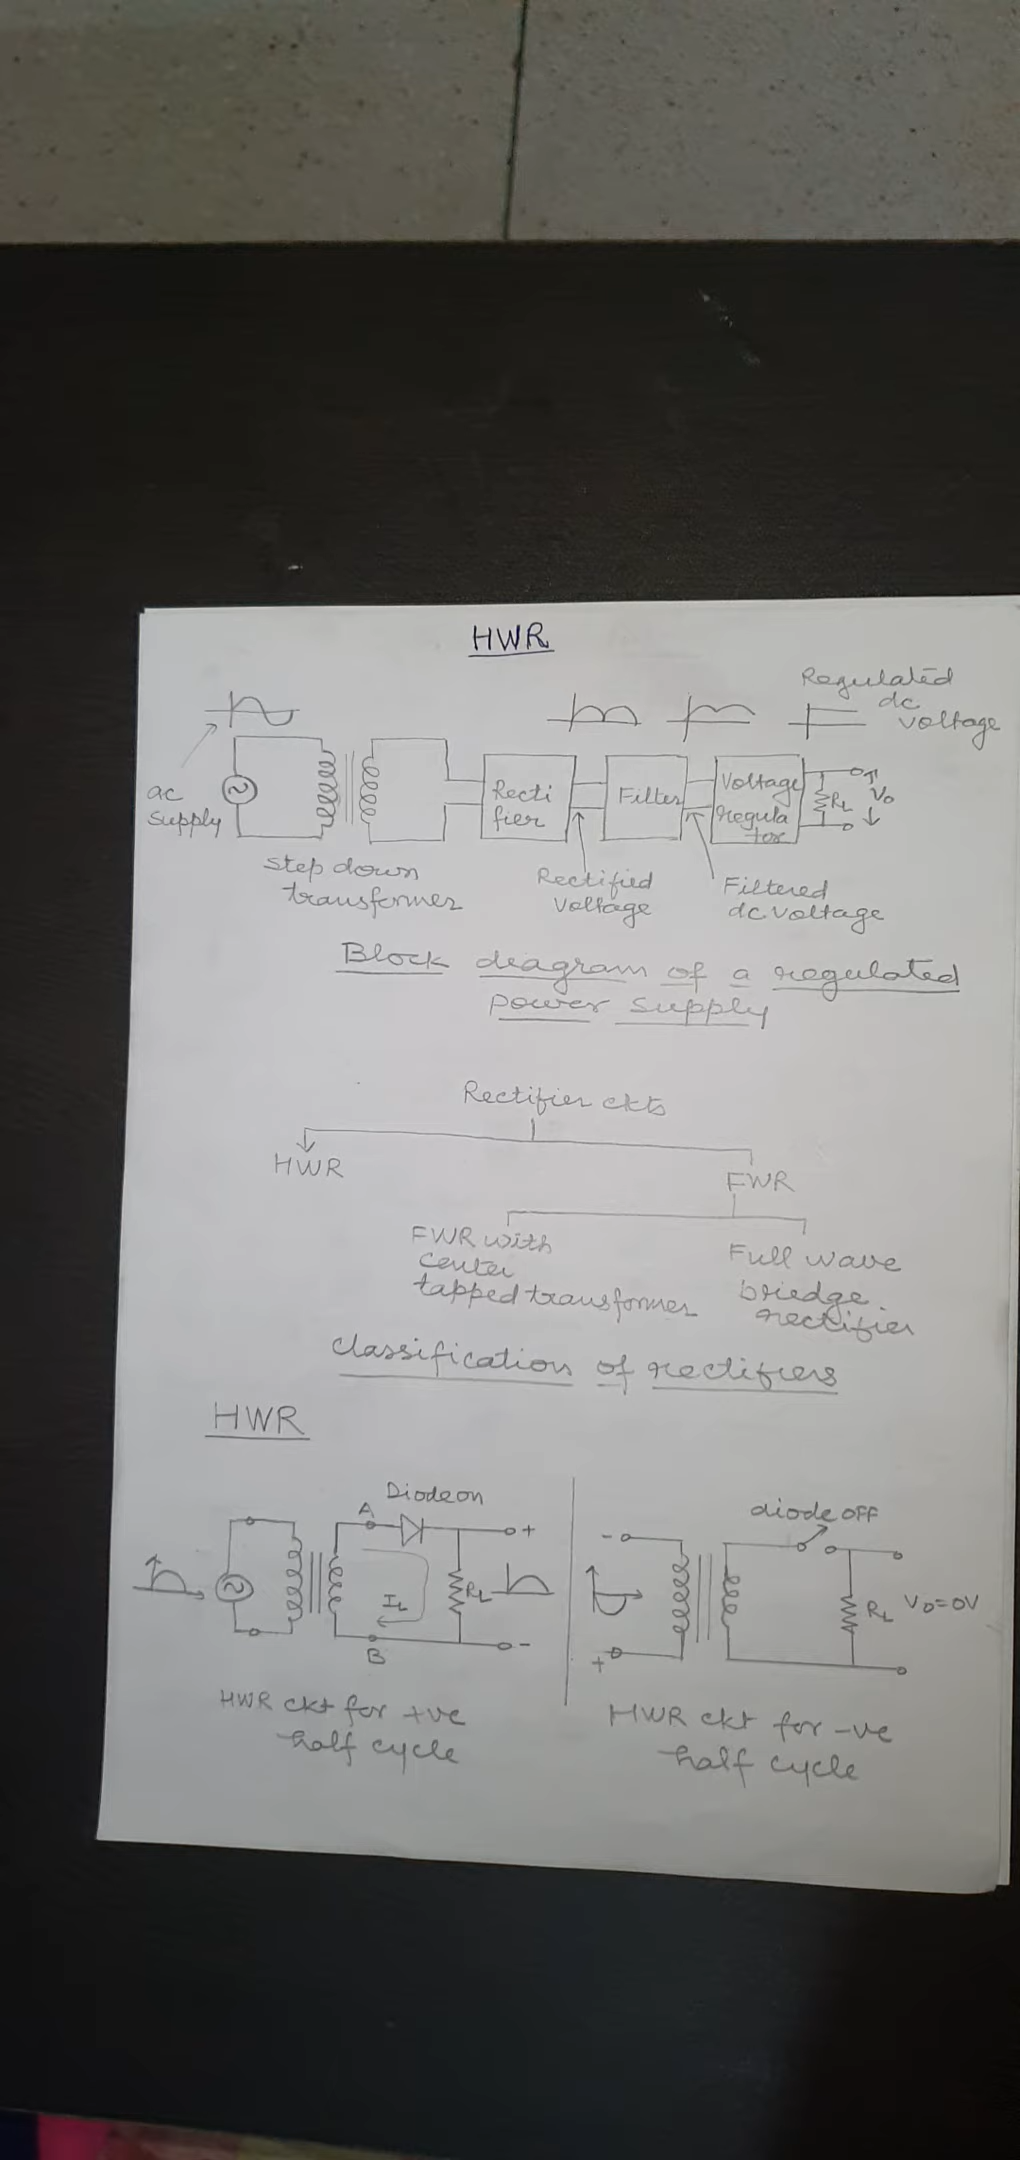 HWR
Regulated
dc
voltage
ac
supply
Recti
fier
Filter
Voltage
regula
tor
RL
Vo
step down
transformer
Rectified
voltage
Filtered
dc voltage
Block diagram of a regulated
power supply
Rectifier ckts
HWR
FWR
FWR with
center
tapped transformer
Full wave
bridge
rectifier
classification of rectifiers
HWR
Diode on
A
+
IL
RL
B
-
HWR ckt for +ve
half cycle
diode OFF
-
+
RL
Vo=0V
HWR ckt for -ve
half cycle